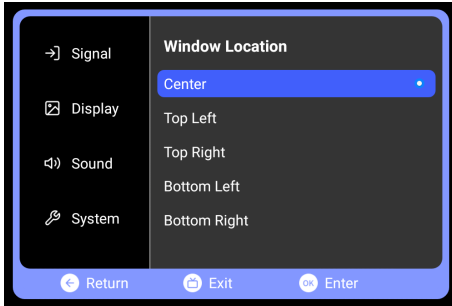 Signal
Display
Sound
System
Window Location
Center
Top Left
Top Right
Bottom Left
Bottom Right
Return
Exit
OK Enter